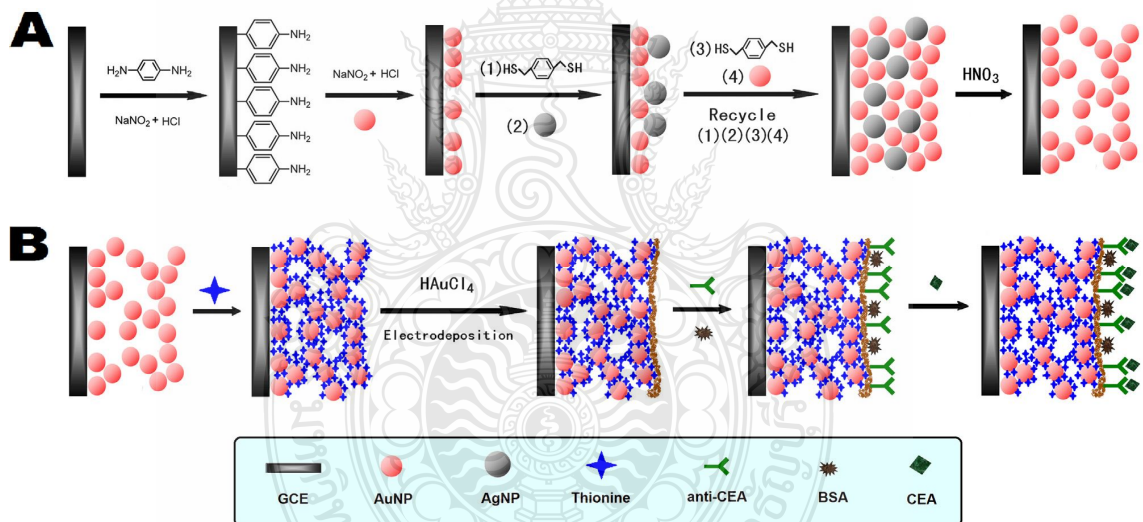 A
H₂N NH₂
NaNO₂ + HCl
NH₂
NH₂
NH₂
NH₂
NH₂
NaNO₂ + HCl
(1) HS SH
(2)
(3) HS SH
(4)
Recycle
(1)(2)(3)(4)
HNO₃
B
HAuCl₄
Electrodeposition
GCE AuNP AgNP Thionine anti-CEA BSA CEA